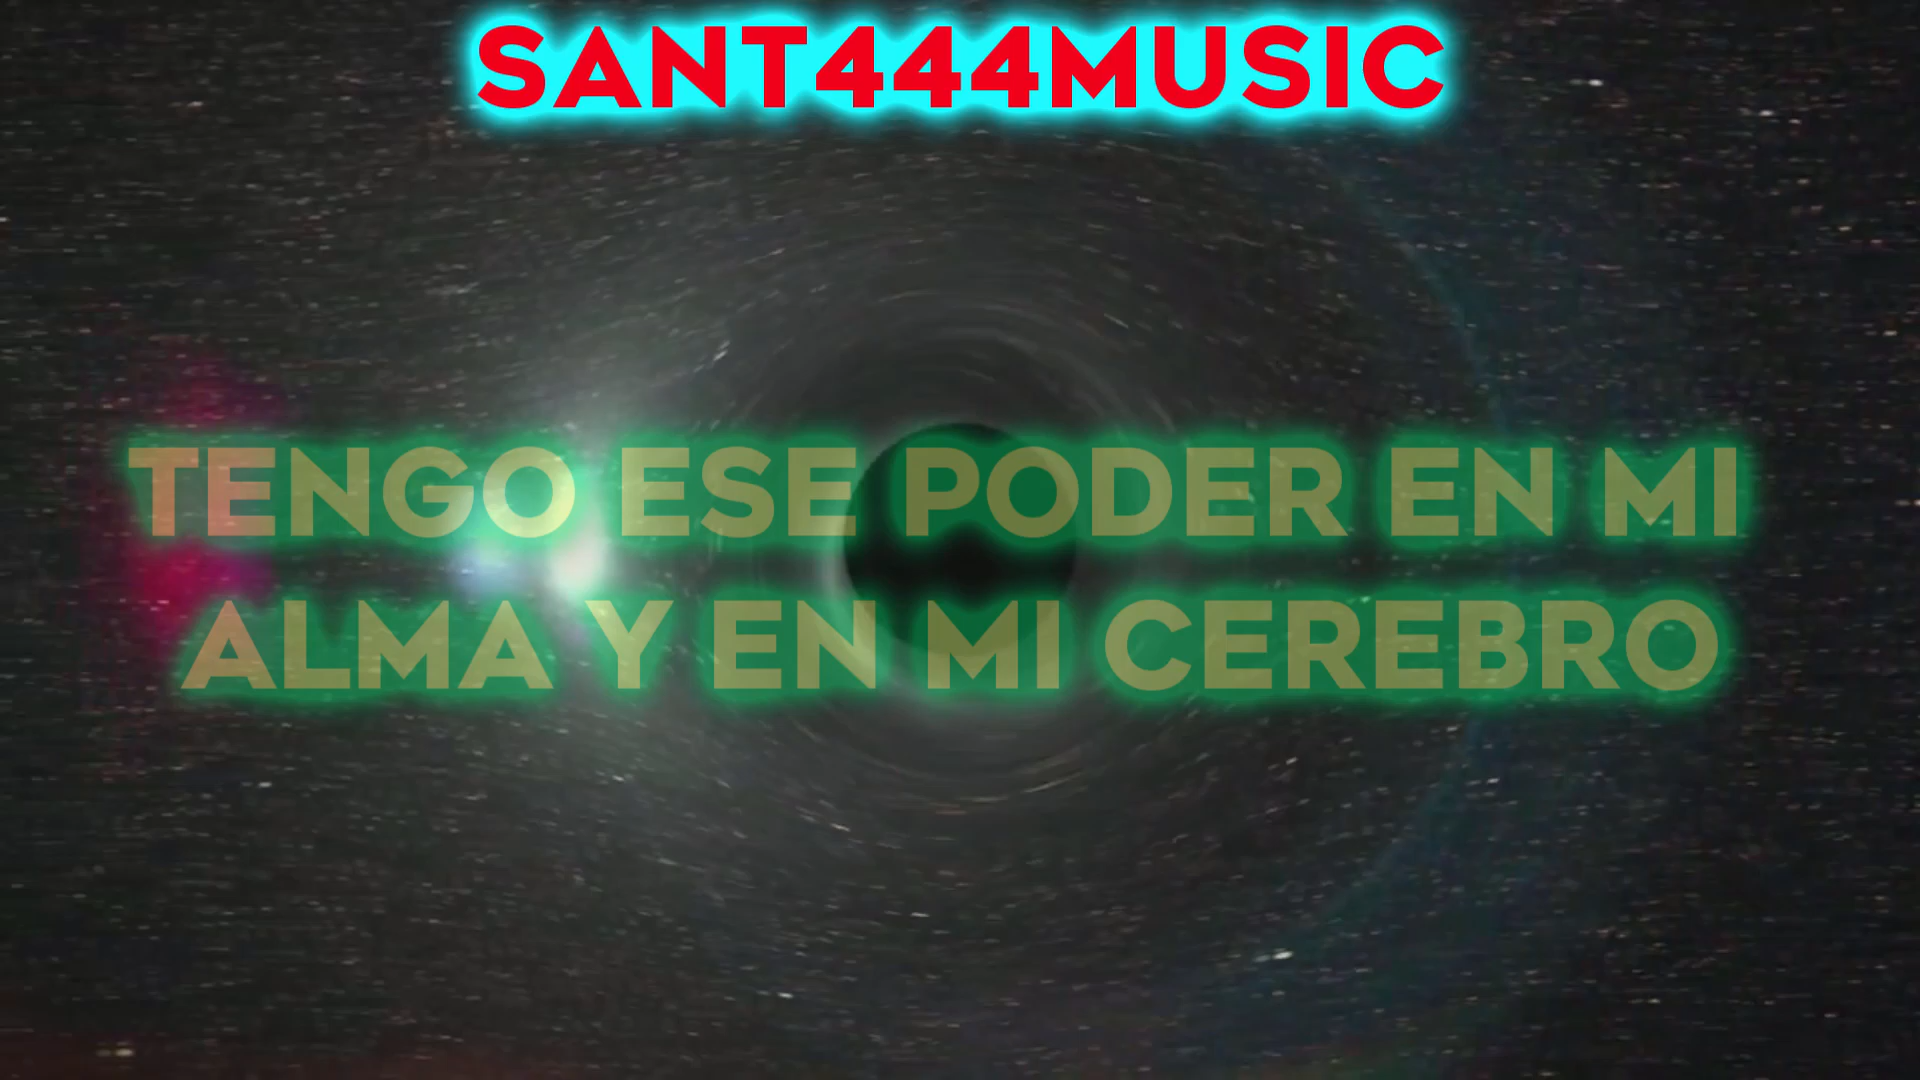 SANT444MUSIC
TENGO ESE PODER EN MI
ALMA Y EN MI CEREBRO